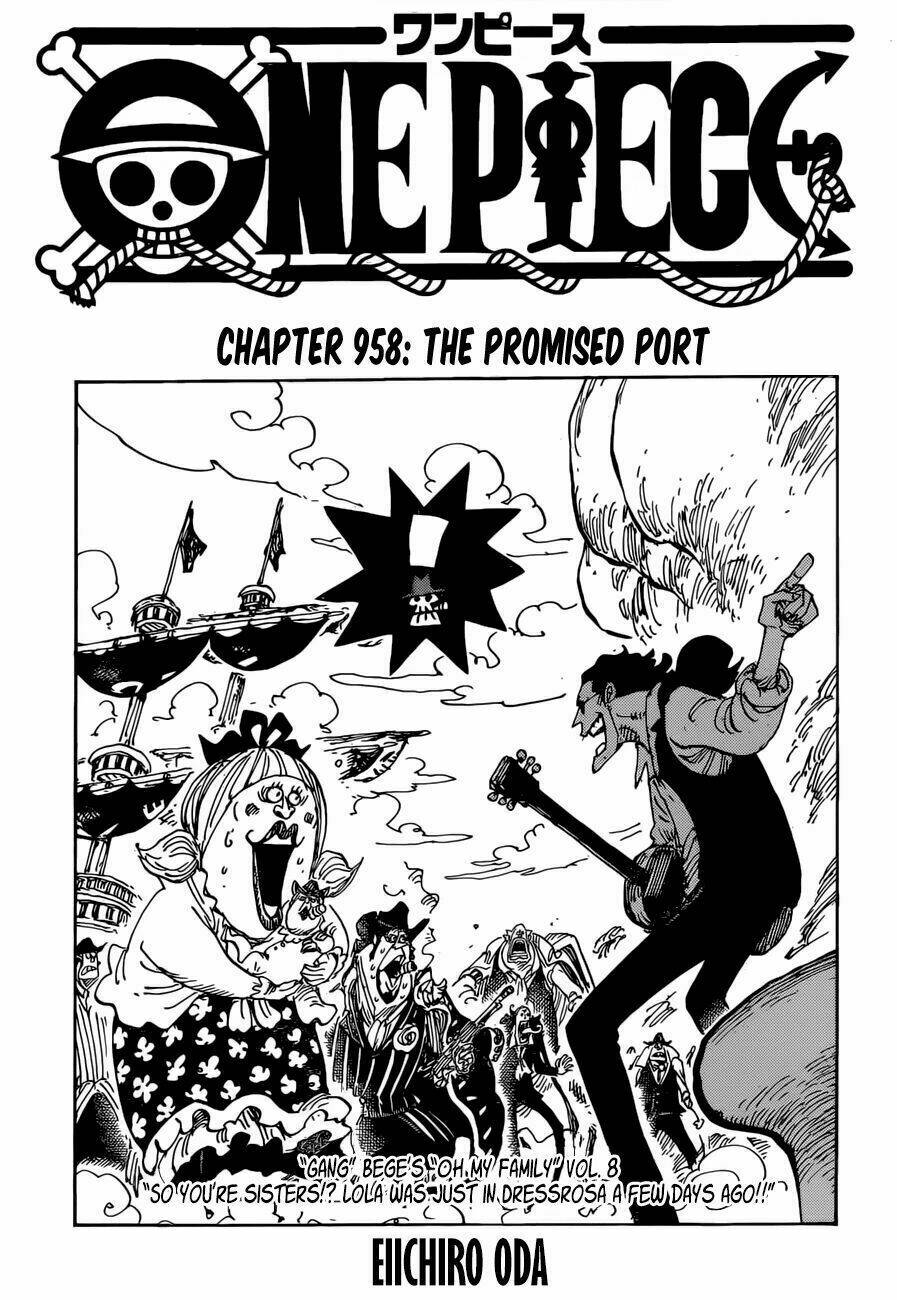 ワンピース
ONE PIECE
CHAPTER 958: THE PROMISED PORT
"GANG" BEGE'S "OH MY FAMILY" VOL. 8
"SO YOU'RE SISTERS!? LOLA WAS JUST IN DRESSROSA A FEW DAYS AGO!!"
EIICHIRO ODA